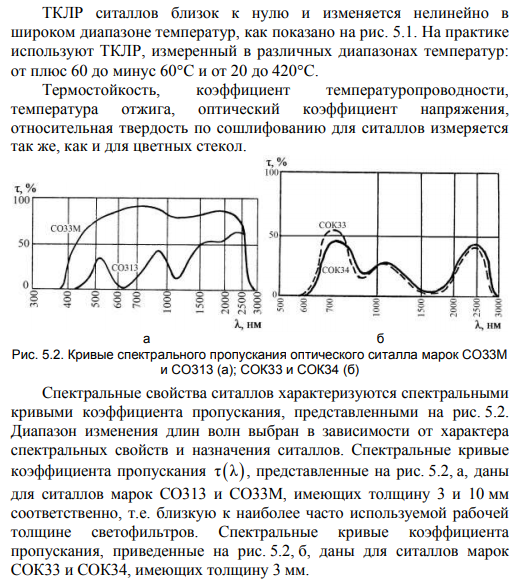 ТКЛР ситаллов близок к нулю и изменяется нелинейно в
широком диапазоне температур, как показано на рис. 5.1. На практике
используют ТКЛР, измеренный в различных диапазонах температур:
от плюс 60 до минус 60°С и от 20 до 420°С.
Термостойкость, коэффициент температуропроводности,
температура отжига, оптический коэффициент напряжения,
относительная твердость по сошлифованию для ситаллов измеряется
так же, как и для цветных стекол.
τ, %
100
50
0
СО33М
СО313
300 400 500 600 700 1000 1500 2000 2500 3000
λ, нм
а
τ, %
100
50
0
СОК33
СОК34
500 600 700 1000 1500 2000 2500 3000
λ, нм
б
Рис. 5.2. Кривые спектрального пропускания оптического ситалла марок СО33М
и СО313 (а); СОК33 и СОК34 (б)
Спектральные свойства ситаллов характеризуются спектральными
кривыми коэффициента пропускания, представленными на рис. 5.2.
Диапазон изменения длин волн выбран в зависимости от характера
спектральных свойств и назначения ситаллов. Спектральные кривые
коэффициента пропускания τ(λ), представленные на рис. 5.2, а, даны
для ситаллов марок СО313 и СО33М, имеющих толщину 3 и 10 мм
соответственно, т.е. близкую к наиболее часто используемой рабочей
толщине светофильтров. Спектральные кривые коэффициента
пропускания, приведенные на рис. 5.2, б, даны для ситаллов марок
СОК33 и СОК34, имеющих толщину 3 мм.